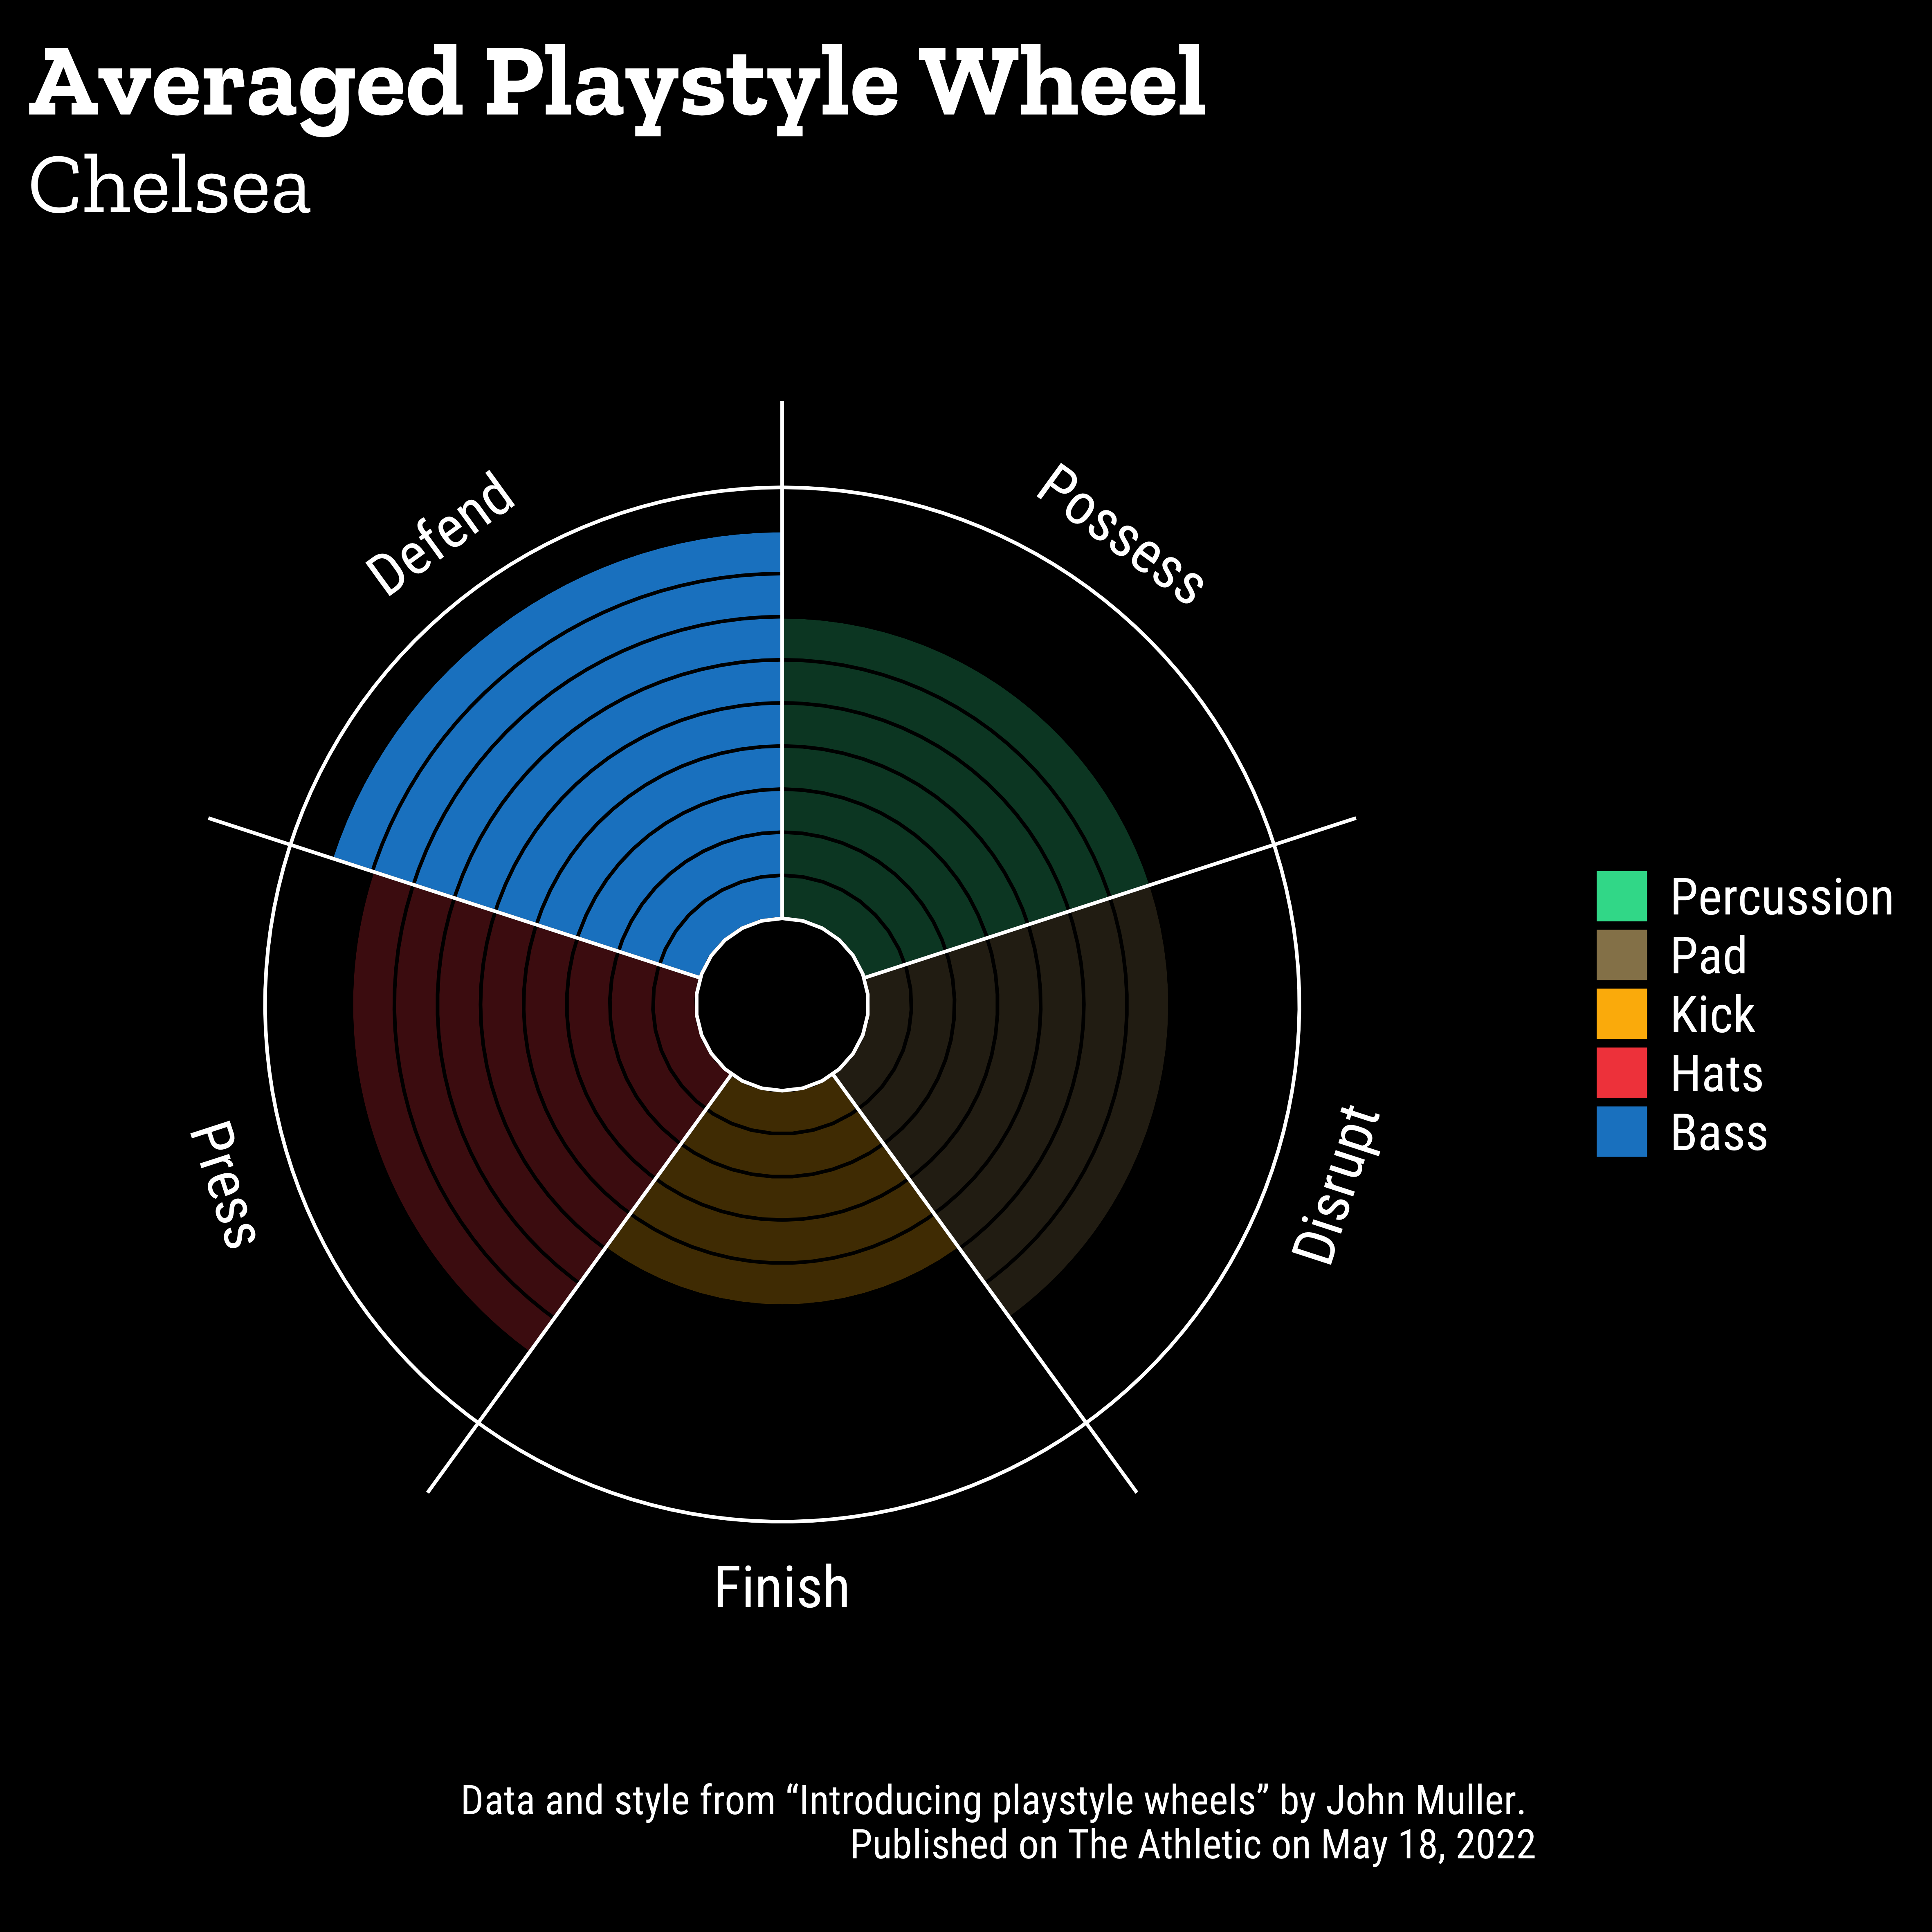 Averaged Playstyle Wheel
Chelsea
Defend
Possess
Press
Disrupt
Finish
Percussion
Pad
Kick
Hats
Bass
Data and style from “Introducing playstyle wheels” by John Muller.
Published on The Athletic on May 18, 2022